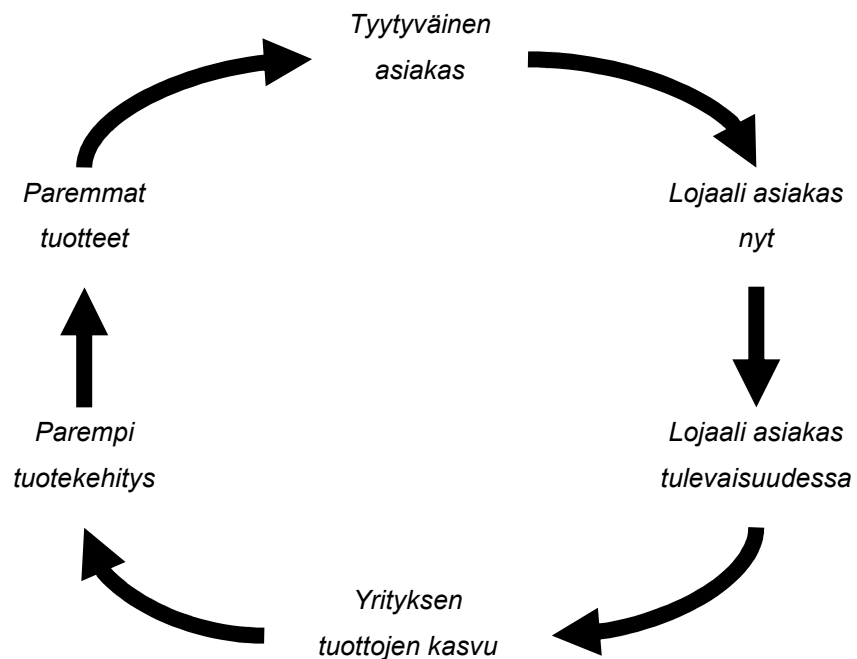 Tyytyväinen
asiakas
Lojaali asiakas
nyt
Lojaali asiakas
tulevaisuudessa
Yrityksen
tuottojen kasvu
Parempi
tuotekehitys
Paremmat
tuotteet